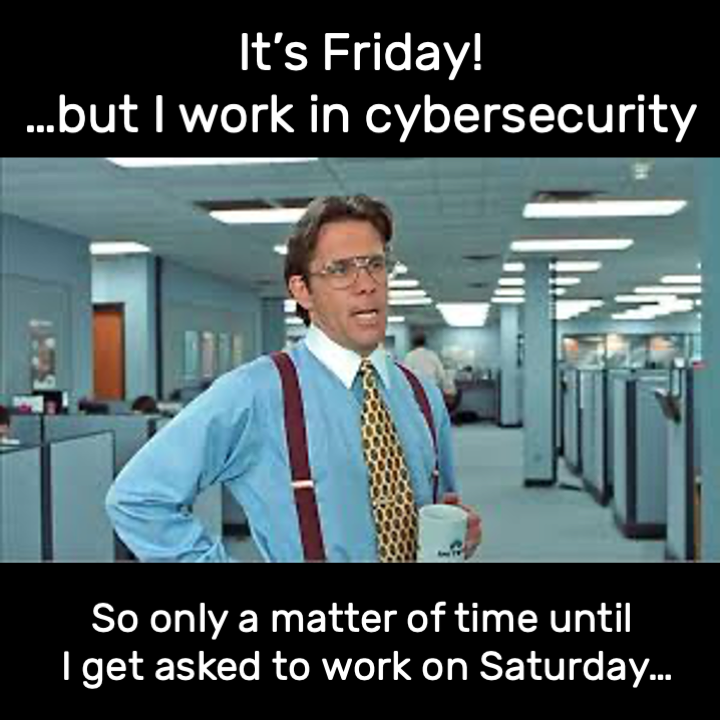 It's Friday!
...but I work in cybersecurity
So only a matter of time until
I get asked to work on Saturday...